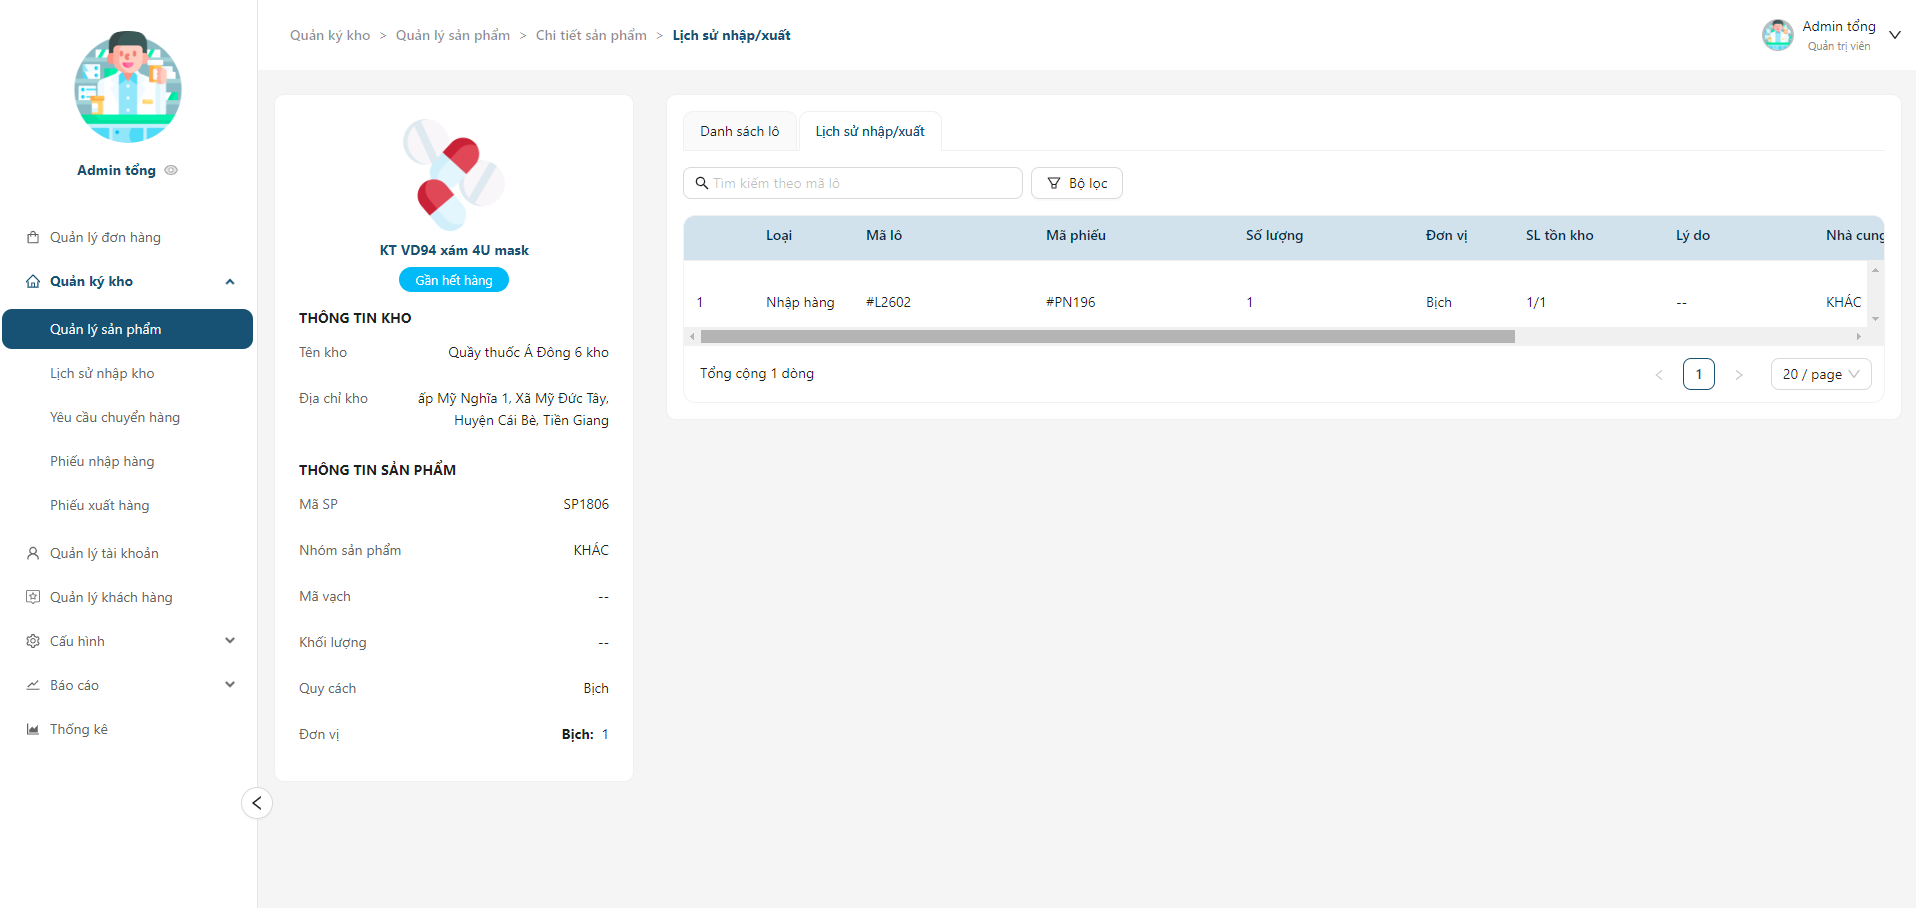 Admin tổng
Quản lý đơn hàng
Quản ký kho
Quản lý sản phẩm
Lịch sử nhập kho
Yêu cầu chuyển hàng
Phiếu nhập hàng
Phiếu xuất hàng
Quản lý tài khoản
Quản lý khách hàng
Cấu hình
Báo cáo
Thống kê
Quản ký kho > Quản lý sản phẩm > Chi tiết sản phẩm > Lịch sử nhập/xuất
Admin tổng
Quản trị viên
KT VD94 xám 4U mask
Gần hết hàng
THÔNG TIN KHO
Tên kho Quầy thuốc Á Đông 6 kho
Địa chỉ kho ấp Mỹ Nghĩa 1, Xã Mỹ Đức Tây,
Huyện Cái Bè, Tiền Giang
THÔNG TIN SẢN PHẨM
Mã SP SP1806
Nhóm sản phẩm KHÁC
Mã vạch --
Khối lượng --
Quy cách Bịch
Đơn vị Bịch: 1
Danh sách lô Lịch sử nhập/xuất
Tìm kiếm theo mã lô Bộ lọc
Loại Mã lô Mã phiếu Số lượng Đơn vị SL tồn kho Lý do Nhà cung
1 Nhập hàng #L2602 #PN196 1 Bịch 1/1 -- KHÁC
Tổng cộng 1 dòng < 1 > 20 / page